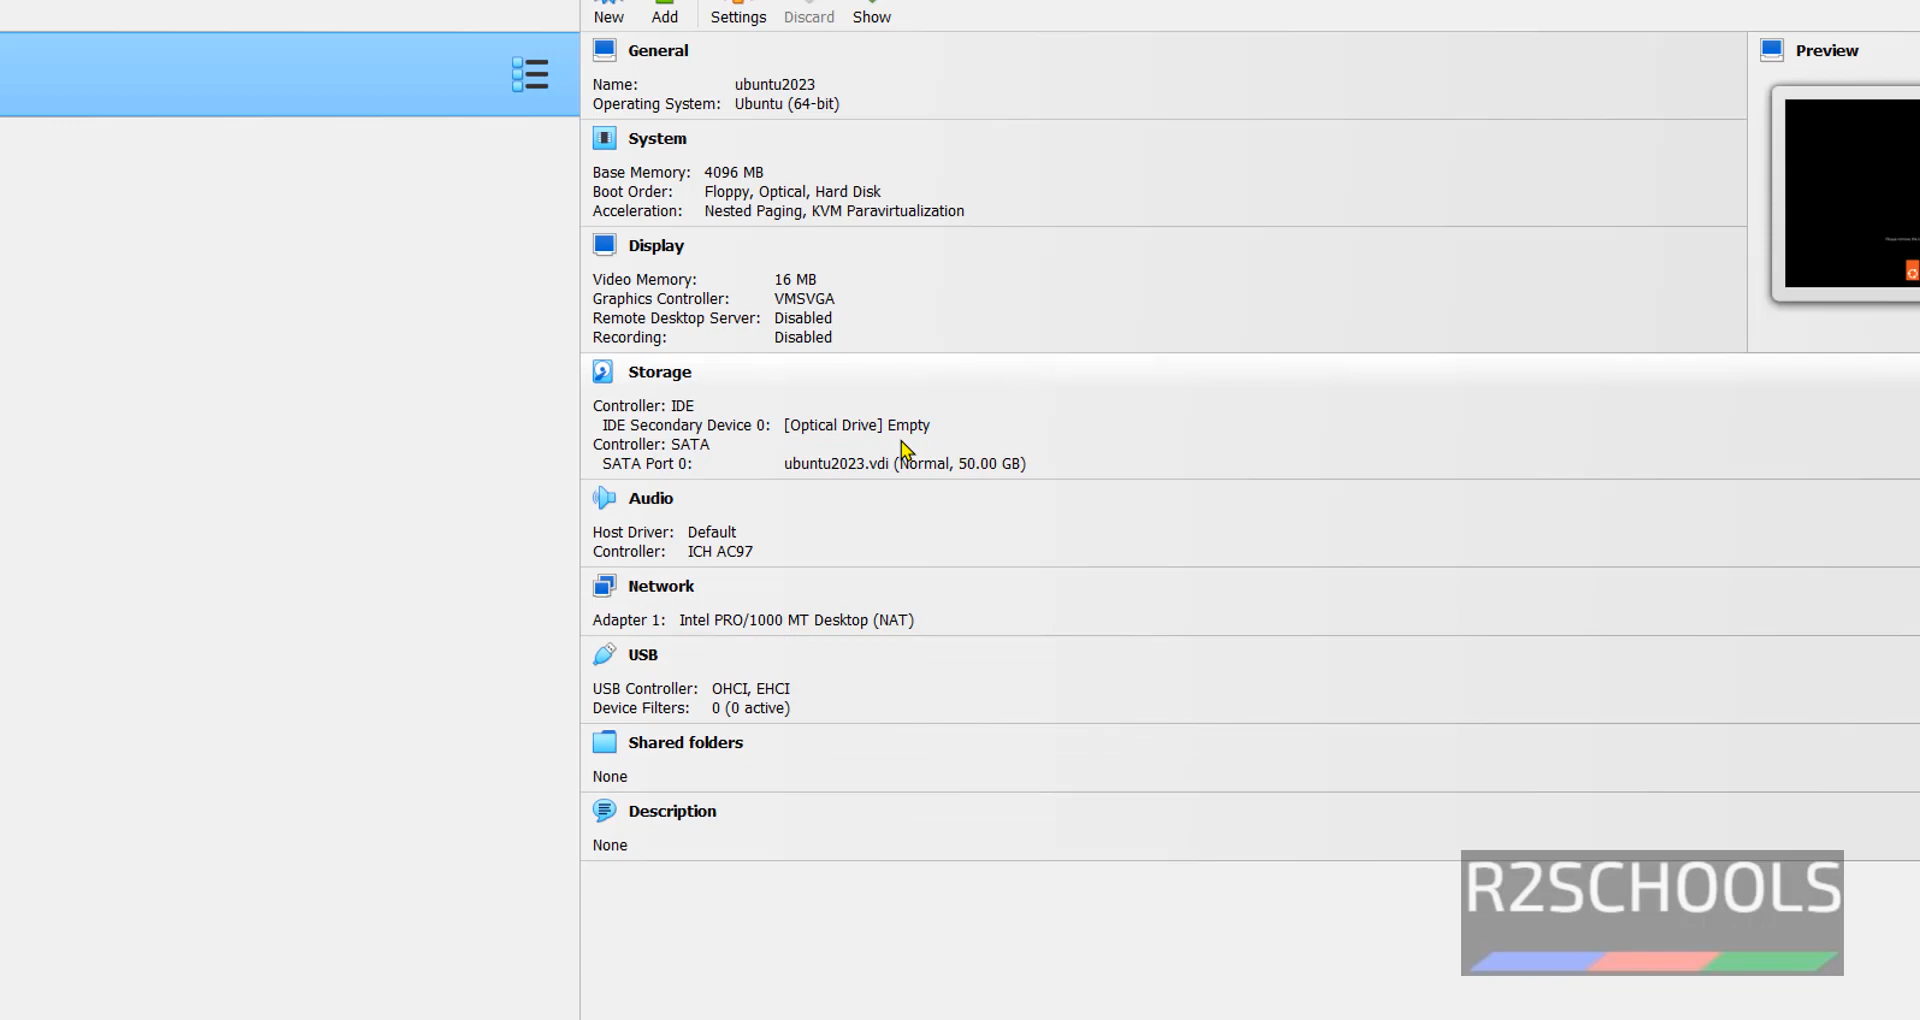 New Add Settings Discard Show
General
Name: ubuntu2023
Operating System: Ubuntu (64-bit)
Preview
System
Base Memory: 4096 MB
Boot Order: Floppy, Optical, Hard Disk
Acceleration: Nested Paging, KVM Paravirtualization
Display
Video Memory: 16 MB
Graphics Controller: VMSVGA
Remote Desktop Server: Disabled
Recording: Disabled
Storage
Controller: IDE
IDE Secondary Device 0: [Optical Drive] Empty
Controller: SATA
SATA Port 0: ubuntu2023.vdi (Normal, 50.00 GB)
Audio
Host Driver: Default
Controller: ICH AC97
Network
Adapter 1: Intel PRO/1000 MT Desktop (NAT)
USB
USB Controller: OHCI, EHCI
Device Filters: 0 (0 active)
Shared folders
None
Description
None
R2SCHOOLS